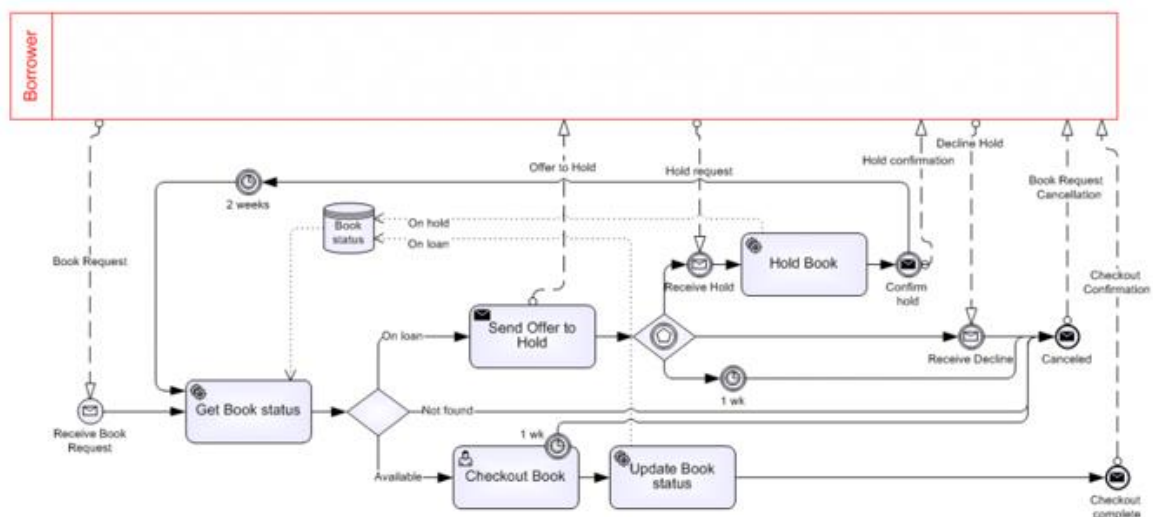 Borrower
Decline Hold
Offer to Hold
Hold confirmation
Hold request
Book Request
Cancellation
2 weeks
Book
status
On hold
On loan
Book Request
Hold Book
Receive Hold
Confirm
hold
Checkout
Confirmation
Send Offer to
Hold
On loan
Receive Decline
Canceled
1 wk
Get Book status
Not found
Receive Book
Request
1 wk
Available
Checkout Book
Update Book
status
Checkout
complete